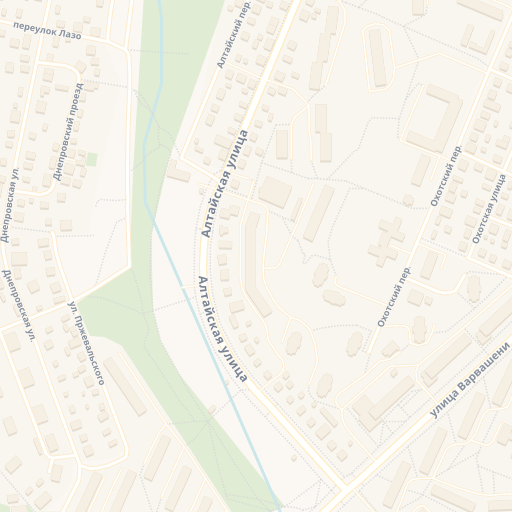 переулок Лазо
Алтайский пер.
Днепровский проезд
Алтайская улица
Охотский пер.
Охотская улица
Днепровская ул.
Днепровская ул.
ул. Пржевальского
Алтайская улица
Охотский пер.
улица Варвашени